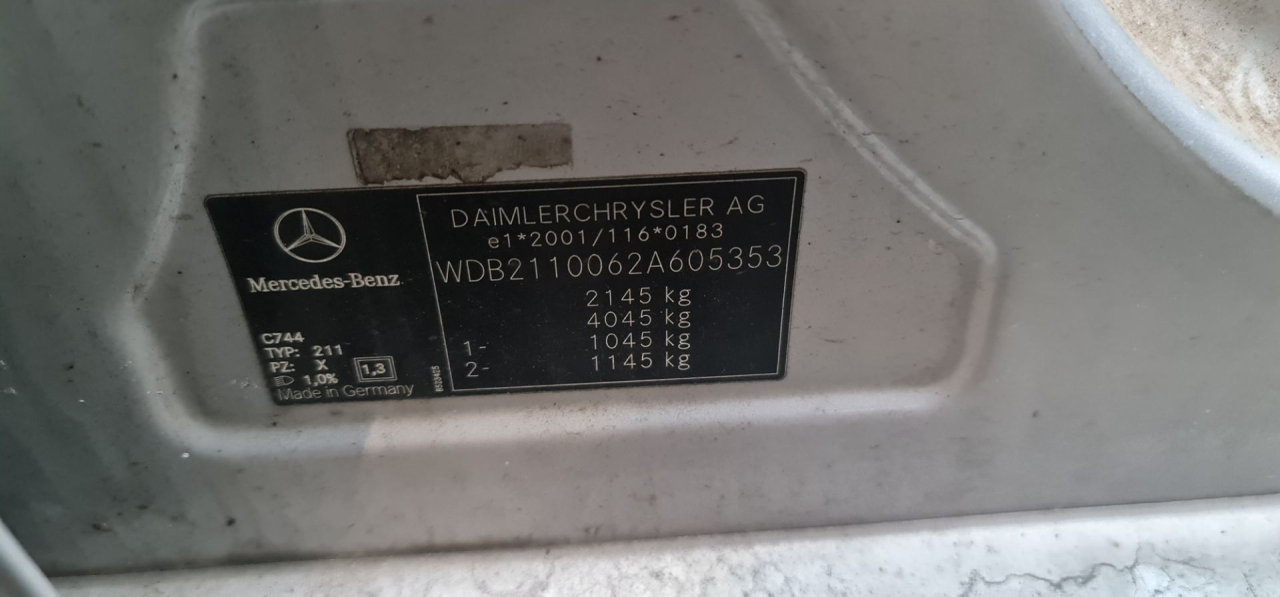 Mercedes-Benz
C744
TYP: 211
PZ: X
1,3
1,0%
Made in Germany
DAIMLERCHRYSLER AG
e1*2001/116*0183
WDB2110062A605353
2145 kg
4045 kg
1- 1045 kg
2- 1145 kg